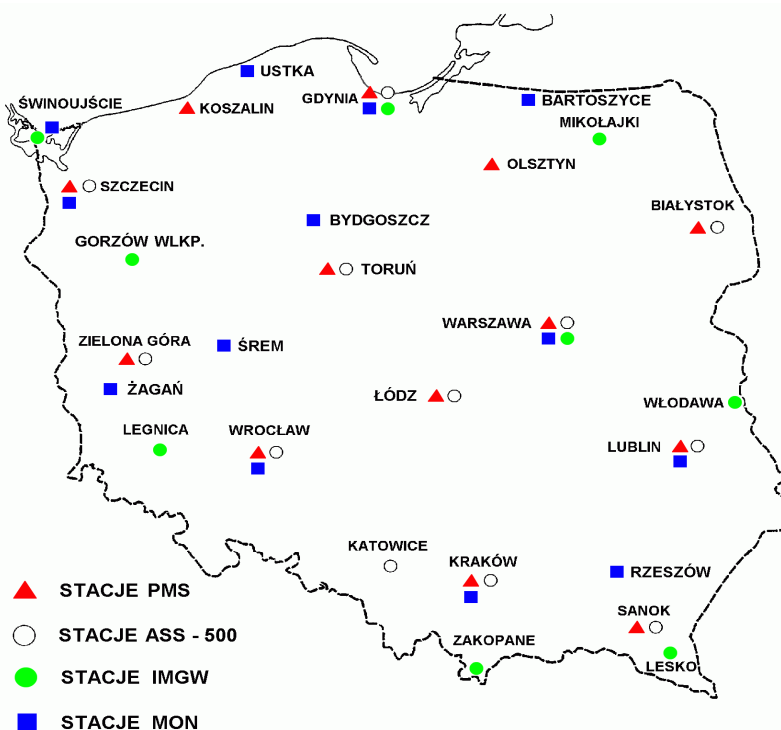 USTKA
ŚWINOUJŚCIE
KOSZALIN
GDYNIA
BARTOSZYCE
MIKOŁAJKI
OLSZTYN
SZCZECIN
BIAŁYSTOK
BYDGOSZCZ
GORZÓW WLKP.
TORUŃ
WARSZAWA
ZIELONA GÓRA
ŚREM
ŻAGAŃ
ŁÓDZ
WŁODAWA
LEGNICA
WROCŁAW
LUBLIN
KATOWICE
KRAKÓW
RZESZÓW
SANOK
ZAKOPANE
LESKO
STACJE PMS
STACJE ASS - 500
STACJE IMGW
STACJE MON